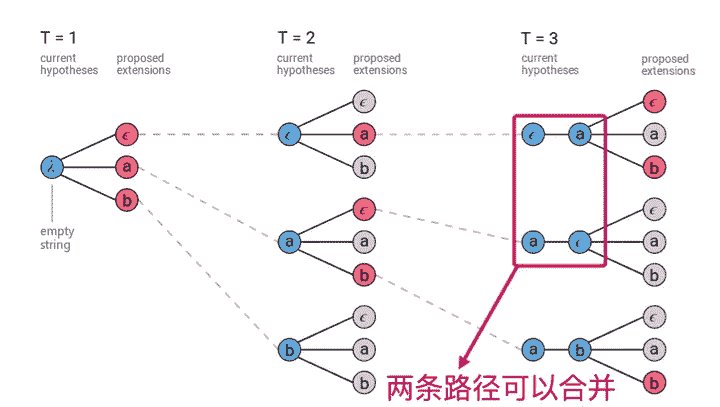 T = 1
current hypotheses
proposed extensions
λ
ϵ
a
b
empty string
T = 2
current hypotheses
proposed extensions
ϵ
ϵ
a
b
a
ϵ
a
b
b
ϵ
a
b
T = 3
current hypotheses
proposed extensions
ϵ
a
ϵ
a
b
a
ϵ
ϵ
a
b
a
b
ϵ
a
b
两条路径可以合并